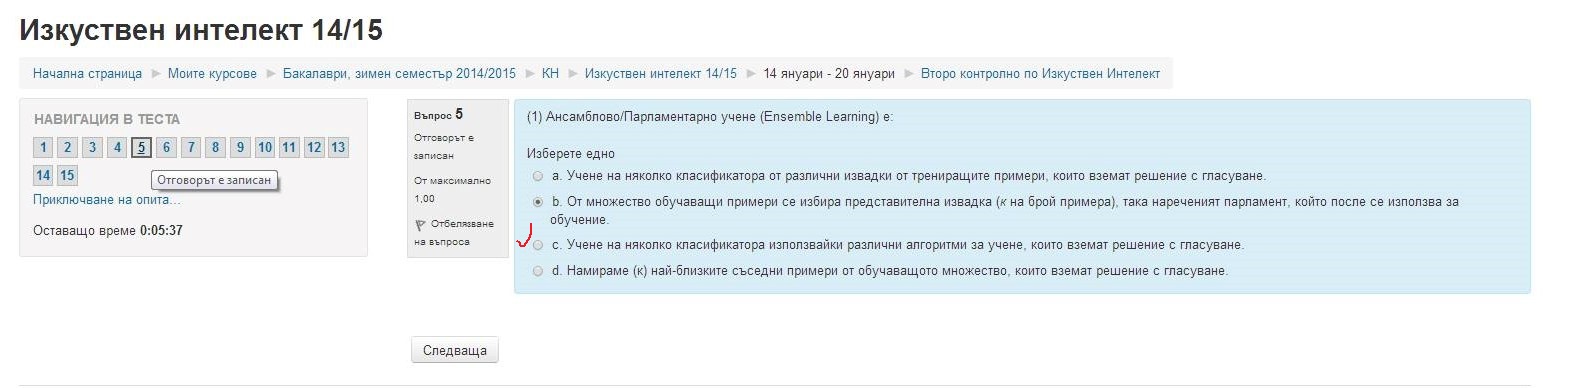 Изкуствен интелект 14/15
Начална страница ► Моите курсове ► Бакалаври, зимен семестър 2014/2015 ► КН ► Изкуствен интелект 14/15 ► 14 януари - 20 януари ► Второ контролно по Изкуствен Интелект
НАВИГАЦИЯ В ТЕСТА
1 2 3 4 5 6 7 8 9 10 11 12 13
14 15
Отговорът е записан
Приключване на опита...
Оставащо време 0:05:37
Въпрос 5
Отговорът е
записан
От максимално
1,00
Отбелязване
на въпроса
(1) Ансамблово/Парламентарно учене (Ensemble Learning) е:
Изберете едно
a. Учене на няколко класификатора от различни извадки от трениращите примери, които вземат решение с гласуване.
b. От множество обучаващи примери се избира представителна извадка (к на брой примера), така нареченият парламент, който после се използва за
обучение.
c. Учене на няколко класификатора използвайки различни алгоритми за учене, които вземат решение с гласуване.
d. Намираме (к) най-близките съседни примери от обучаващото множество, които вземат решение с гласуване.
Следваща